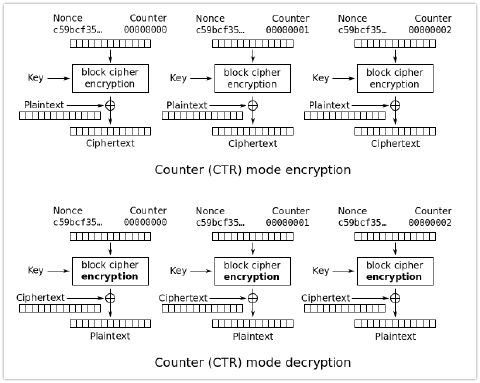 Nonce Counter Nonce Counter Nonce Counter
c59bcf35… 00000000 c59bcf35… 00000001 c59bcf35… 00000002
Key block cipher encryption Key block cipher encryption Key block cipher encryption
Plaintext Plaintext Plaintext
Ciphertext Ciphertext Ciphertext
Counter (CTR) mode encryption
Nonce Counter Nonce Counter Nonce Counter
c59bcf35… 00000000 c59bcf35… 00000001 c59bcf35… 00000002
Key block cipher encryption Key block cipher encryption Key block cipher encryption
Ciphertext Ciphertext Ciphertext
Plaintext Plaintext Plaintext
Counter (CTR) mode decryption